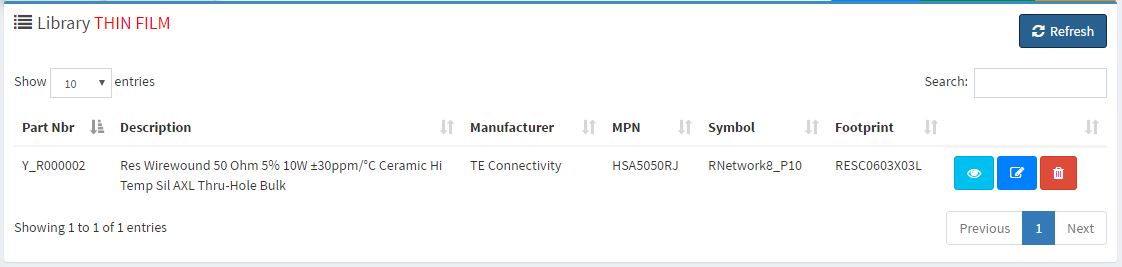 Library THIN FILM
Refresh
Show 10 entries
Search:
Part Nbr Description Manufacturer MPN Symbol Footprint
Y_R000002 Res Wirewound 50 Ohm 5% 10W ±30ppm/°C Ceramic Hi TE Connectivity HSA5050RJ RNetwork8_P10 RESC0603X03L
Temp Sil AXL Thru-Hole Bulk
Showing 1 to 1 of 1 entries
Previous 1 Next